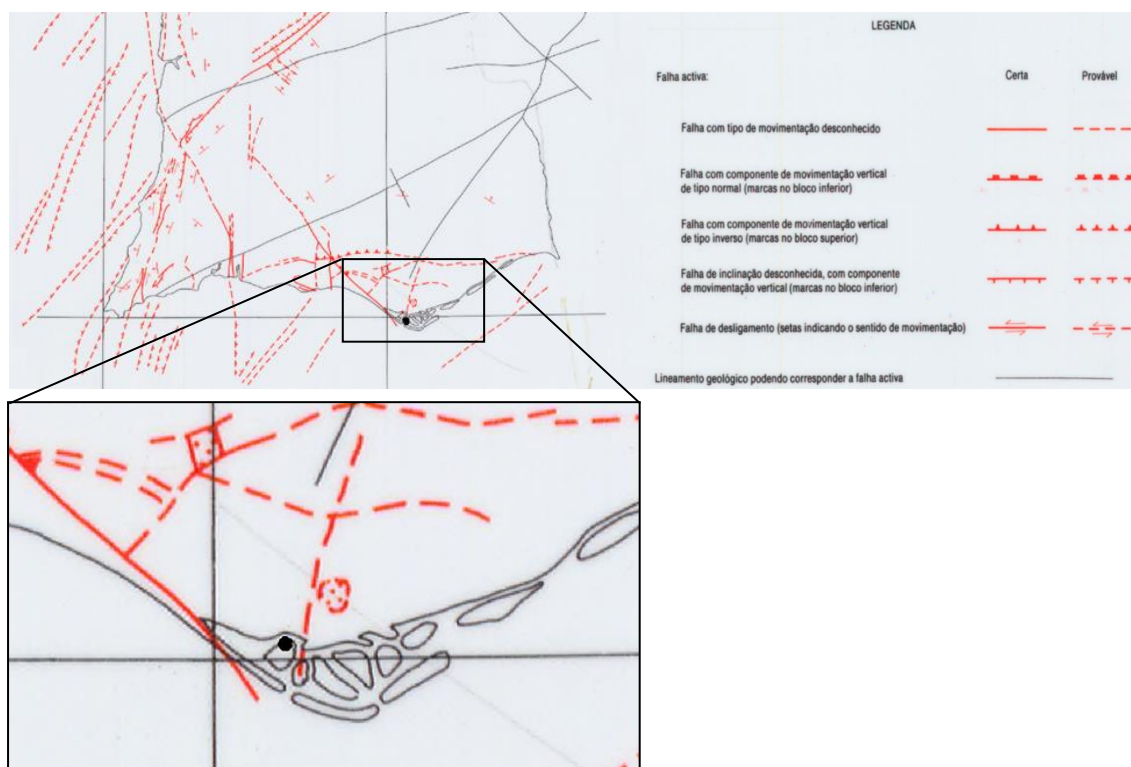 LEGENDA
Falha activa:
Certa
Provável
Falha com tipo de movimentação desconhecido
Falha com componente de movimentação vertical
de tipo normal (marcas no bloco inferior)
Falha com componente de movimentação vertical
de tipo inverso (marcas no bloco superior)
Falha de inclinação desconhecida, com componente
de movimentação vertical (marcas no bloco inferior)
Falha de desligamento (setas indicando o sentido de movimentação)
Lineamento geológico podendo corresponder a falha activa